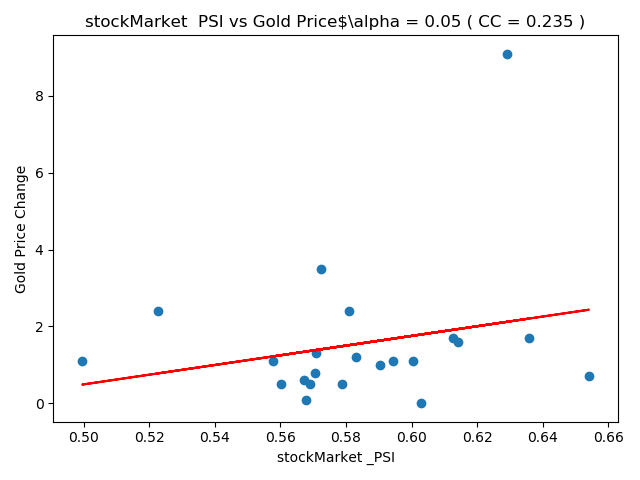 stockMarket  PSI vs Gold Price$\alpha = 0.05 ( CC = 0.235 )
Gold Price Change
8
6
4
2
0
0.50 0.52 0.54 0.56 0.58 0.60 0.62 0.64 0.66
stockMarket _PSI